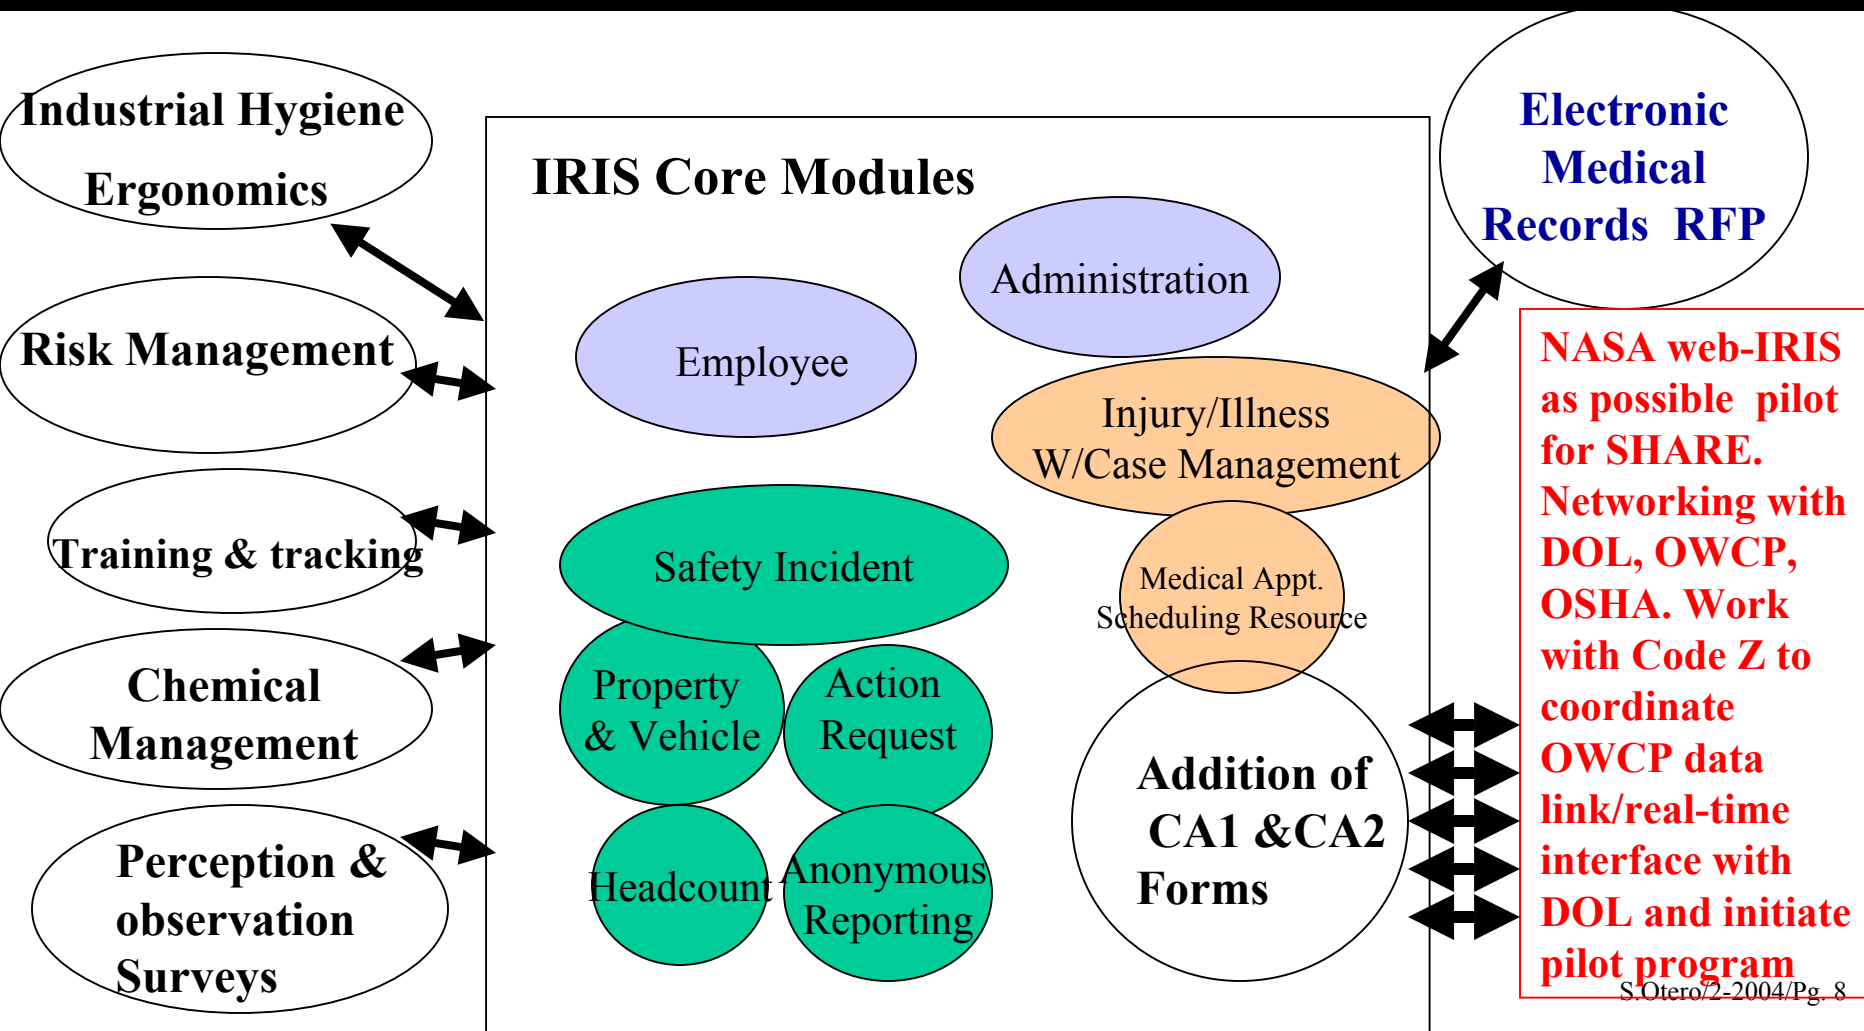 Industrial Hygiene
Ergonomics
Risk Management
Training & tracking
Chemical
Management
Perception &
observation
Surveys
IRIS Core Modules
Administration
Employee
Injury/Illness
W/Case Management
Safety Incident
Medical Appt.
Scheduling Resource
Property
& Vehicle
Action
Request
Headcount
Anonymous
Reporting
Addition of
CA1 &CA2
Forms
Electronic
Medical
Records RFP
NASA web-IRIS
as possible pilot
for SHARE.
Networking with
DOL, OWCP,
OSHA. Work
with Code Z to
coordinate
OWCP data
link/real-time
interface with
DOL and initiate
pilot program
S.Otero/2-2004/Pg. 8